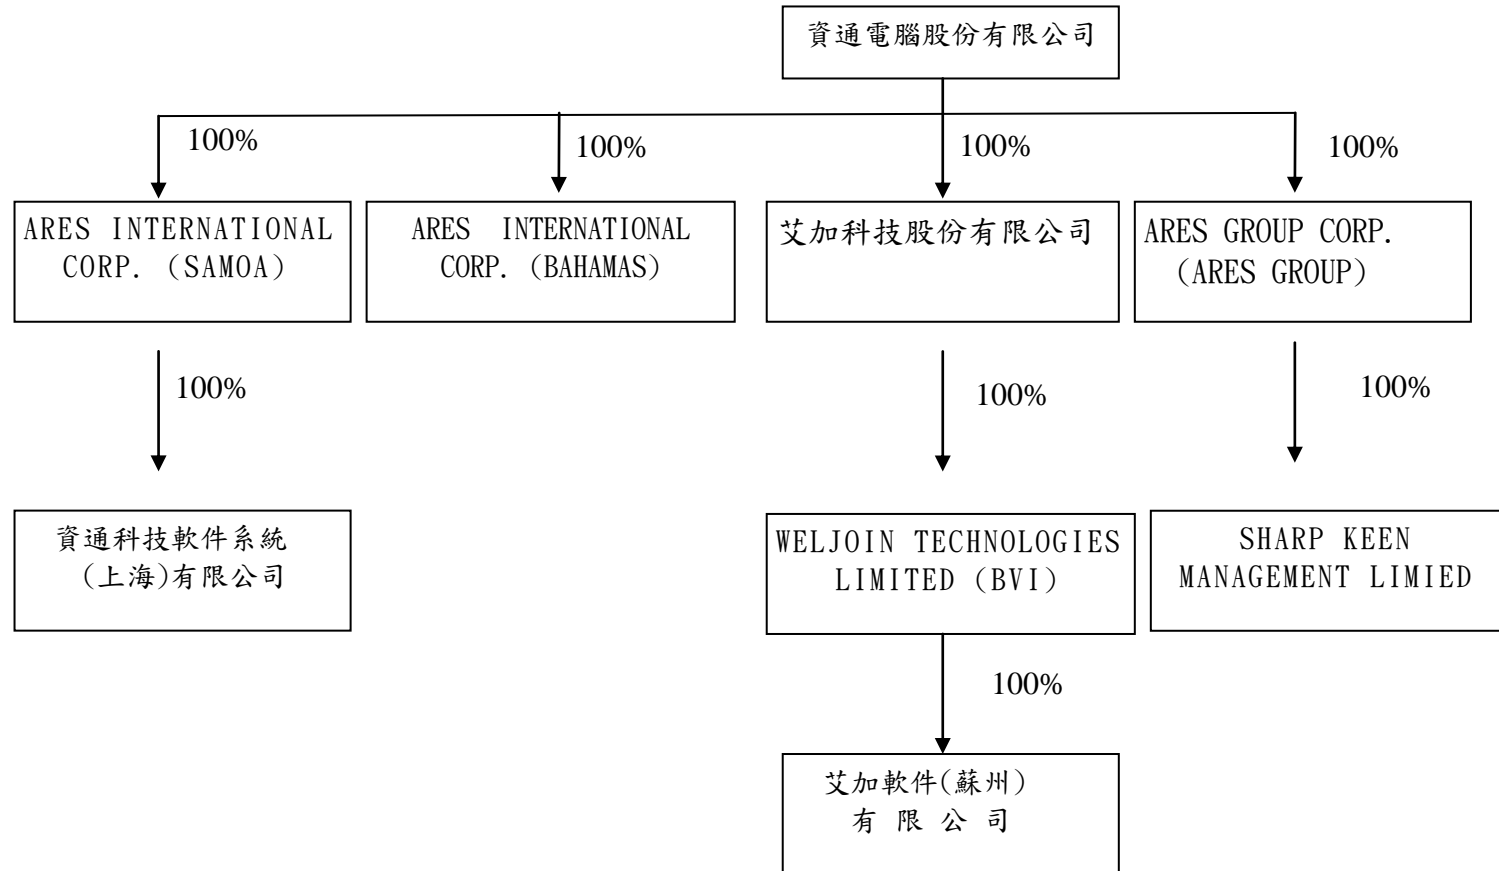 資通電腦股份有限公司
100%
100%
100%
100%
ARES INTERNATIONAL
CORP. (SAMOA)
ARES INTERNATIONAL
CORP. (BAHAMAS)
艾加科技股份有限公司
ARES GROUP CORP.
(ARES GROUP)
100%
100%
100%
資通科技軟件系統
(上海)有限公司
WELJOIN TECHNOLOGIES
LIMITED (BVI)
SHARP KEEN
MANAGEMENT LIMIED
100%
艾加軟件(蘇州)
有 限 公 司